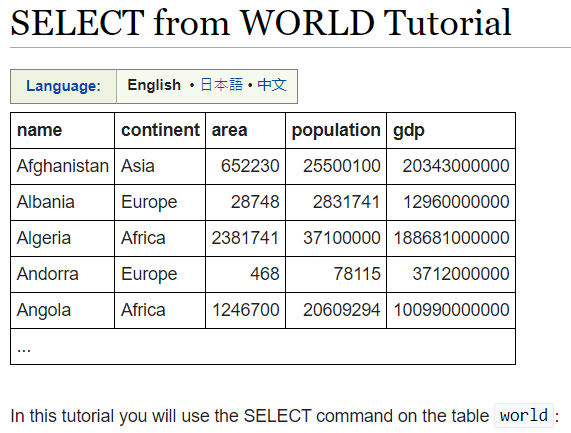 SELECT from WORLD Tutorial
Language: English • 日本語 • 中文
name continent area population gdp
Afghanistan Asia 652230 25500100 20343000000
Albania Europe 28748 2831741 12960000000
Algeria Africa 2381741 37100000 188681000000
Andorra Europe 468 78115 3712000000
Angola Africa 1246700 20609294 100990000000
...
In this tutorial you will use the SELECT command on the table world: